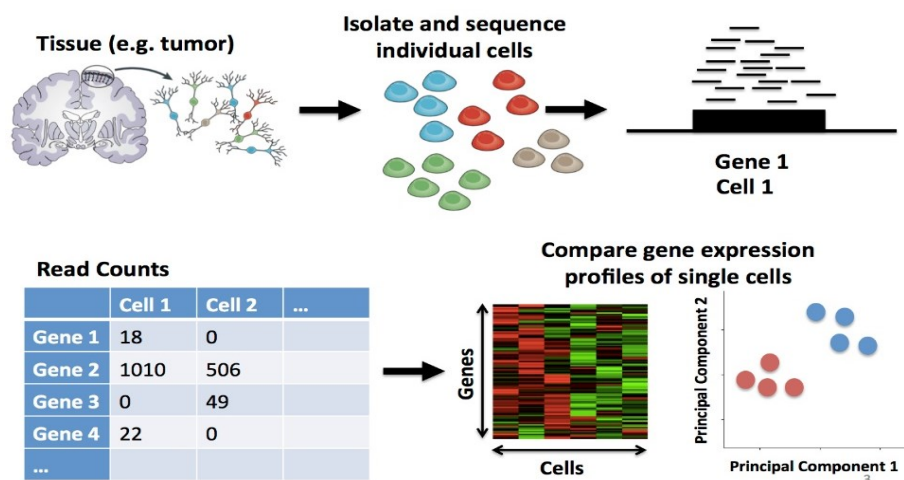 Tissue (e.g. tumor)
Isolate and sequence
individual cells
Gene 1
Cell 1
Read Counts
Cell 1 Cell 2 ...
Gene 1 18 0
Gene 2 1010 506
Gene 3 0 49
Gene 4 22 0
...
Compare gene expression
profiles of single cells
Genes
Cells
Principal Component 2
Principal Component 1
3